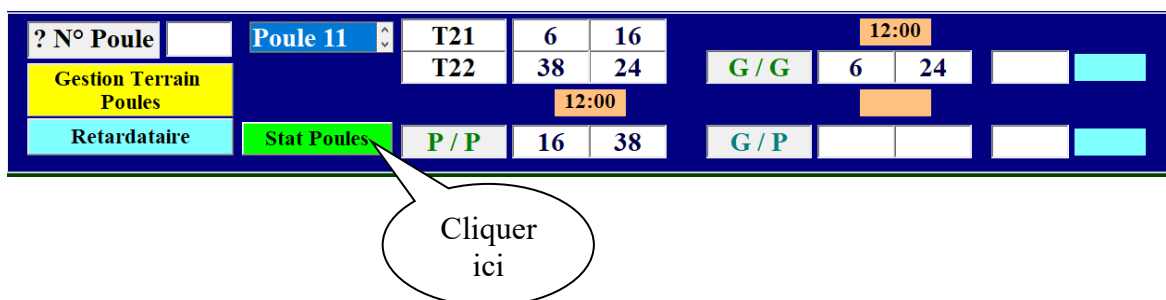 ? N° Poule Poule 11 T21 6 16 12:00
T22 38 24 G / G 6 24
Gestion Terrain
Poules 12:00
Retardataire Stat Poules P / P 16 38 G / P
Cliquer
ici